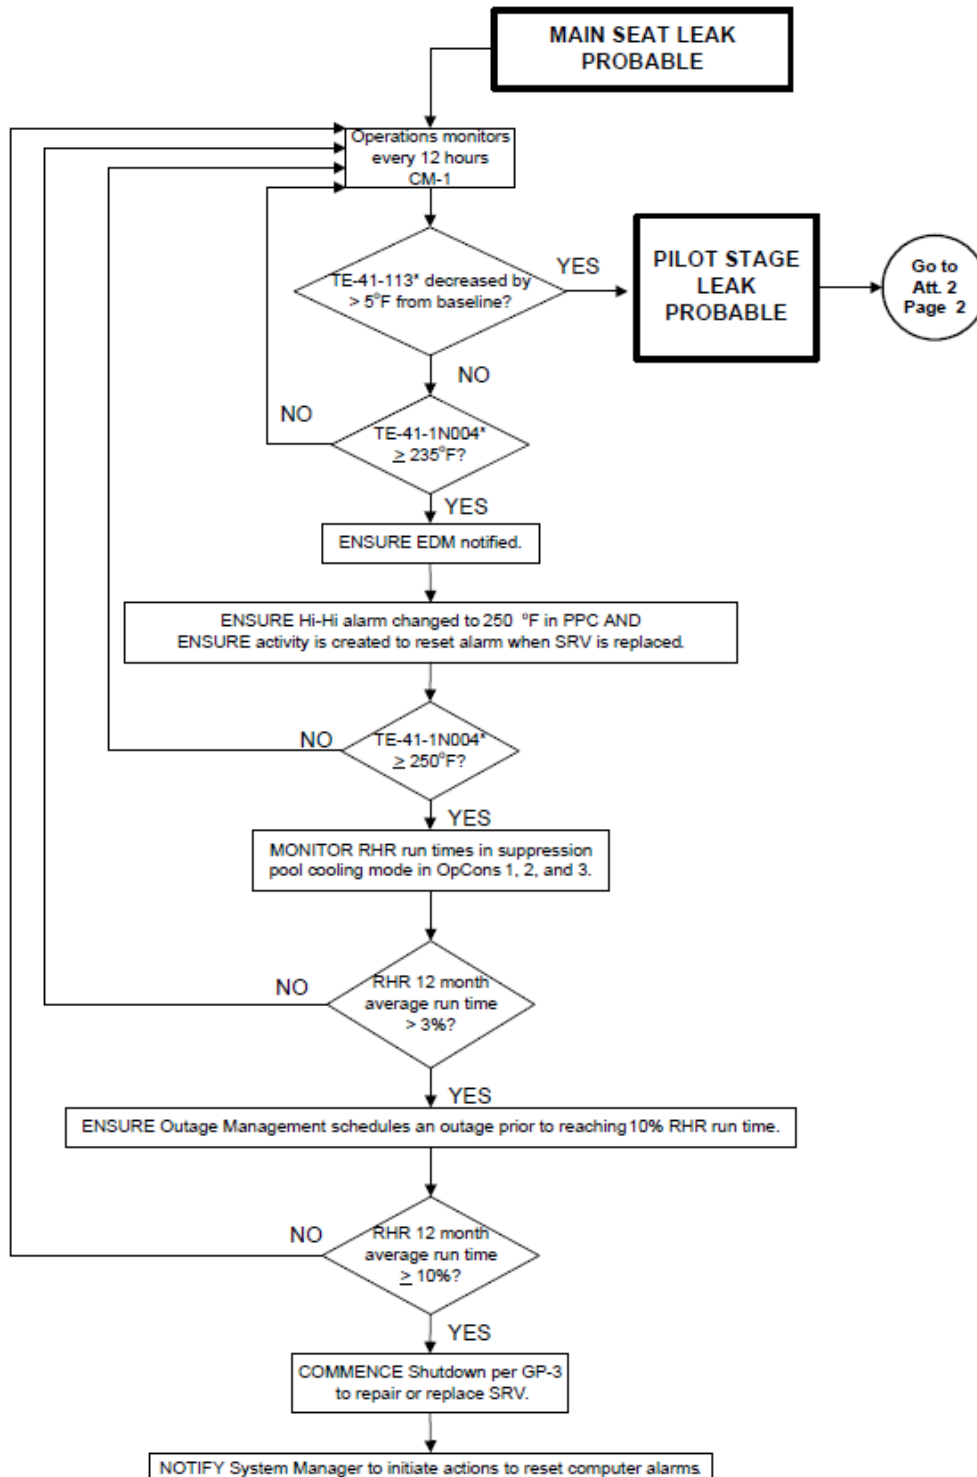 MAIN SEAT LEAK
PROBABLE
Operations monitors
every 12 hours
CM-1
TE-41-113* decreased by
> 5°F from baseline?
YES
PILOT STAGE
LEAK
PROBABLE
Go to
Att. 2
Page 2
NO
NO
TE-41-1N004*
≥ 235°F?
YES
ENSURE EDM notified.
ENSURE Hi-Hi alarm changed to 250 °F in PPC AND
ENSURE activity is created to reset alarm when SRV is replaced.
NO
TE-41-1N004*
≥ 250°F?
YES
MONITOR RHR run times in suppression
pool cooling mode in OpCons 1, 2, and 3.
NO
RHR 12 month
average run time
> 3%?
YES
ENSURE Outage Management schedules an outage prior to reaching 10% RHR run time.
NO
RHR 12 month
average run time
≥ 10%?
YES
COMMENCE Shutdown per GP-3
to repair or replace SRV.
NOTIFY System Manager to initiate actions to reset computer alarms.